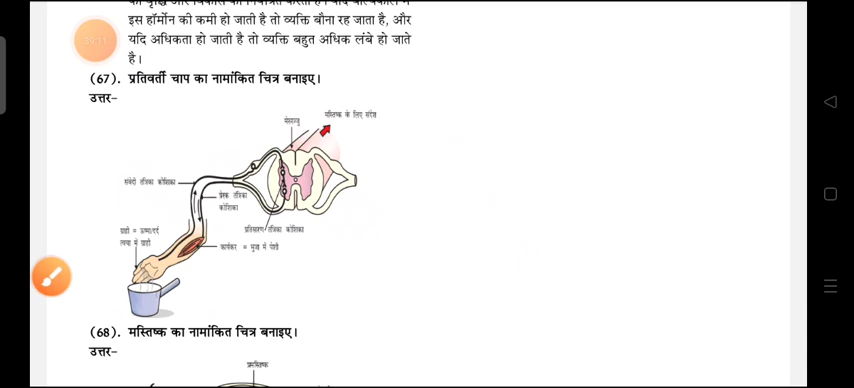 इस हॉर्मोन की कमी हो जाती है तो व्यक्ति बौना रह जाता है, और
यदि अधिकता हो जाती है तो व्यक्ति बहुत अधिक लंबे हो जाते
है।
(67). प्रतिवर्ती चाप का नामांकित चित्र बनाइए।
उत्तर-
मस्तिष्क के लिए संदेश
मेरुरज्जु
संवेदी तंत्रिका कोशिका
प्रेरक तंत्रिका
कोशिका
प्रतिसारण तंत्रिका कोशिका
ग्राही = ऊष्मा/दर्द
त्वचा में ग्राही
कार्यकर = भुजा में पेशी
(68). मस्तिष्क का नामांकित चित्र बनाइए।
उत्तर-
प्रमस्तिष्क